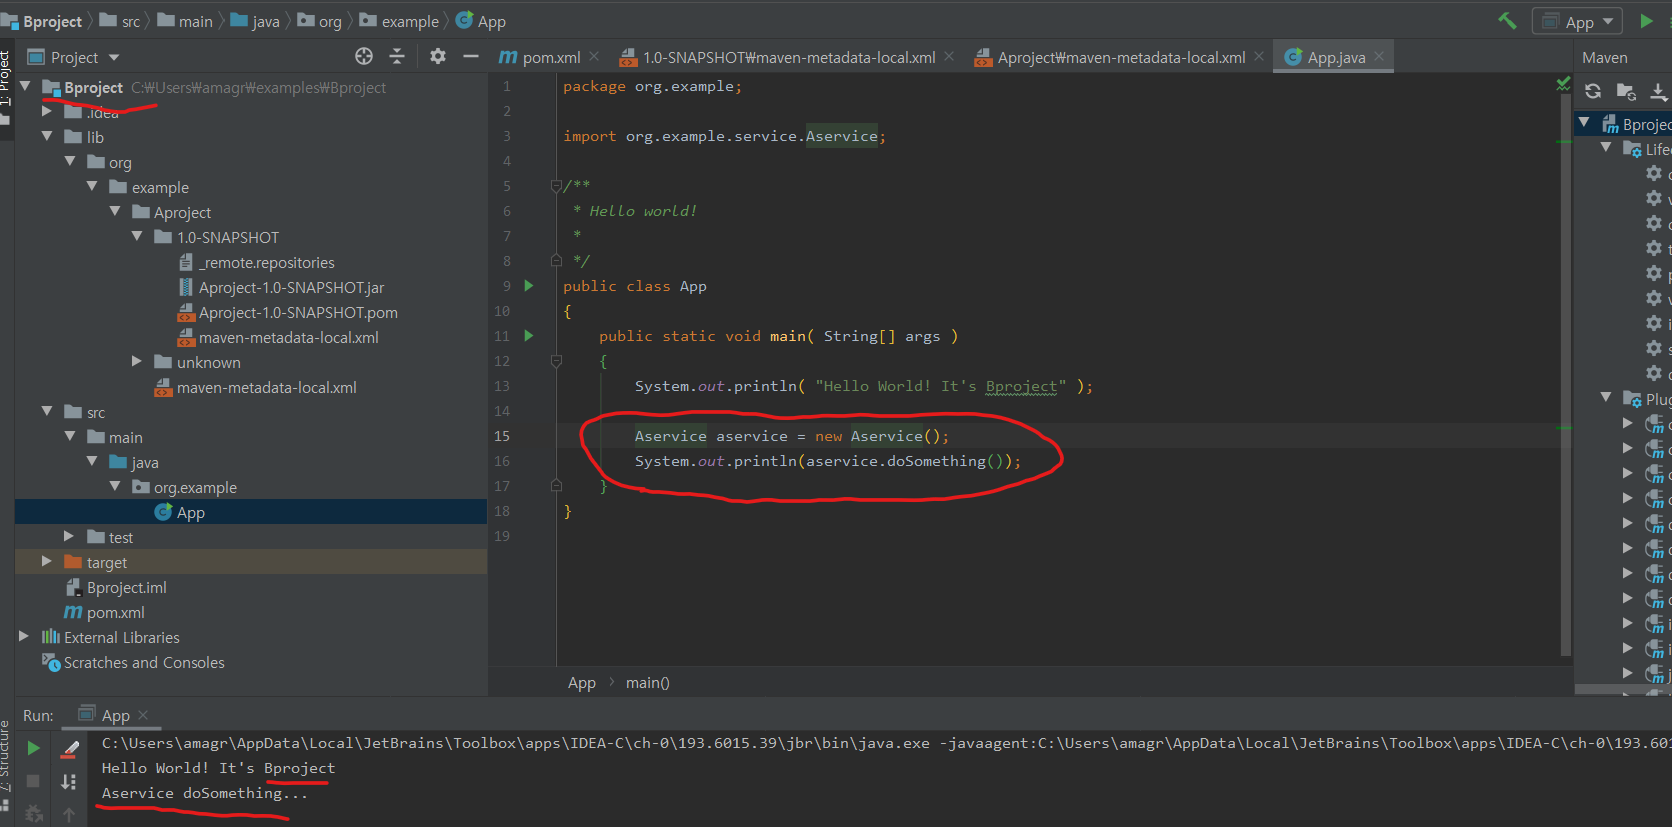 Bproject src main java org example App
App
1: Project
Project
pom.xml
1.0-SNAPSHOT₩maven-metadata-local.xml
Aproject₩maven-metadata-local.xml
App.java
Maven
Bproject C:₩Users₩amagr₩examples₩Bproject
.idea
lib
org
example
Aproject
1.0-SNAPSHOT
_remote.repositories
Aproject-1.0-SNAPSHOT.jar
Aproject-1.0-SNAPSHOT.pom
maven-metadata-local.xml
unknown
maven-metadata-local.xml
src
main
java
org.example
App
test
target
Bproject.iml
pom.xml
External Libraries
Scratches and Consoles
1 package org.example;
2
3 import org.example.service.Aservice;
4
5 /**
6 * Hello world!
7 *
8 */
9 public class App
10 {
11 public static void main( String[] args )
12 {
13 System.out.println( "Hello World! It's Bproject" );
14
15 Aservice aservice = new Aservice();
16 System.out.println(aservice.doSomething());
17 }
18 }
19
App main()
Bprojec
Lifec
Plug
Run: App
7: Structure
C:\Users\amagr\AppData\Local\JetBrains\Toolbox\apps\IDEA-C\ch-0\193.6015.39\jbr\bin\java.exe -javaagent:C:\Users\amagr\AppData\Local\JetBrains\Toolbox\apps\IDEA-C\ch-0\193.601
Hello World! It's Bproject
Aservice doSomething...